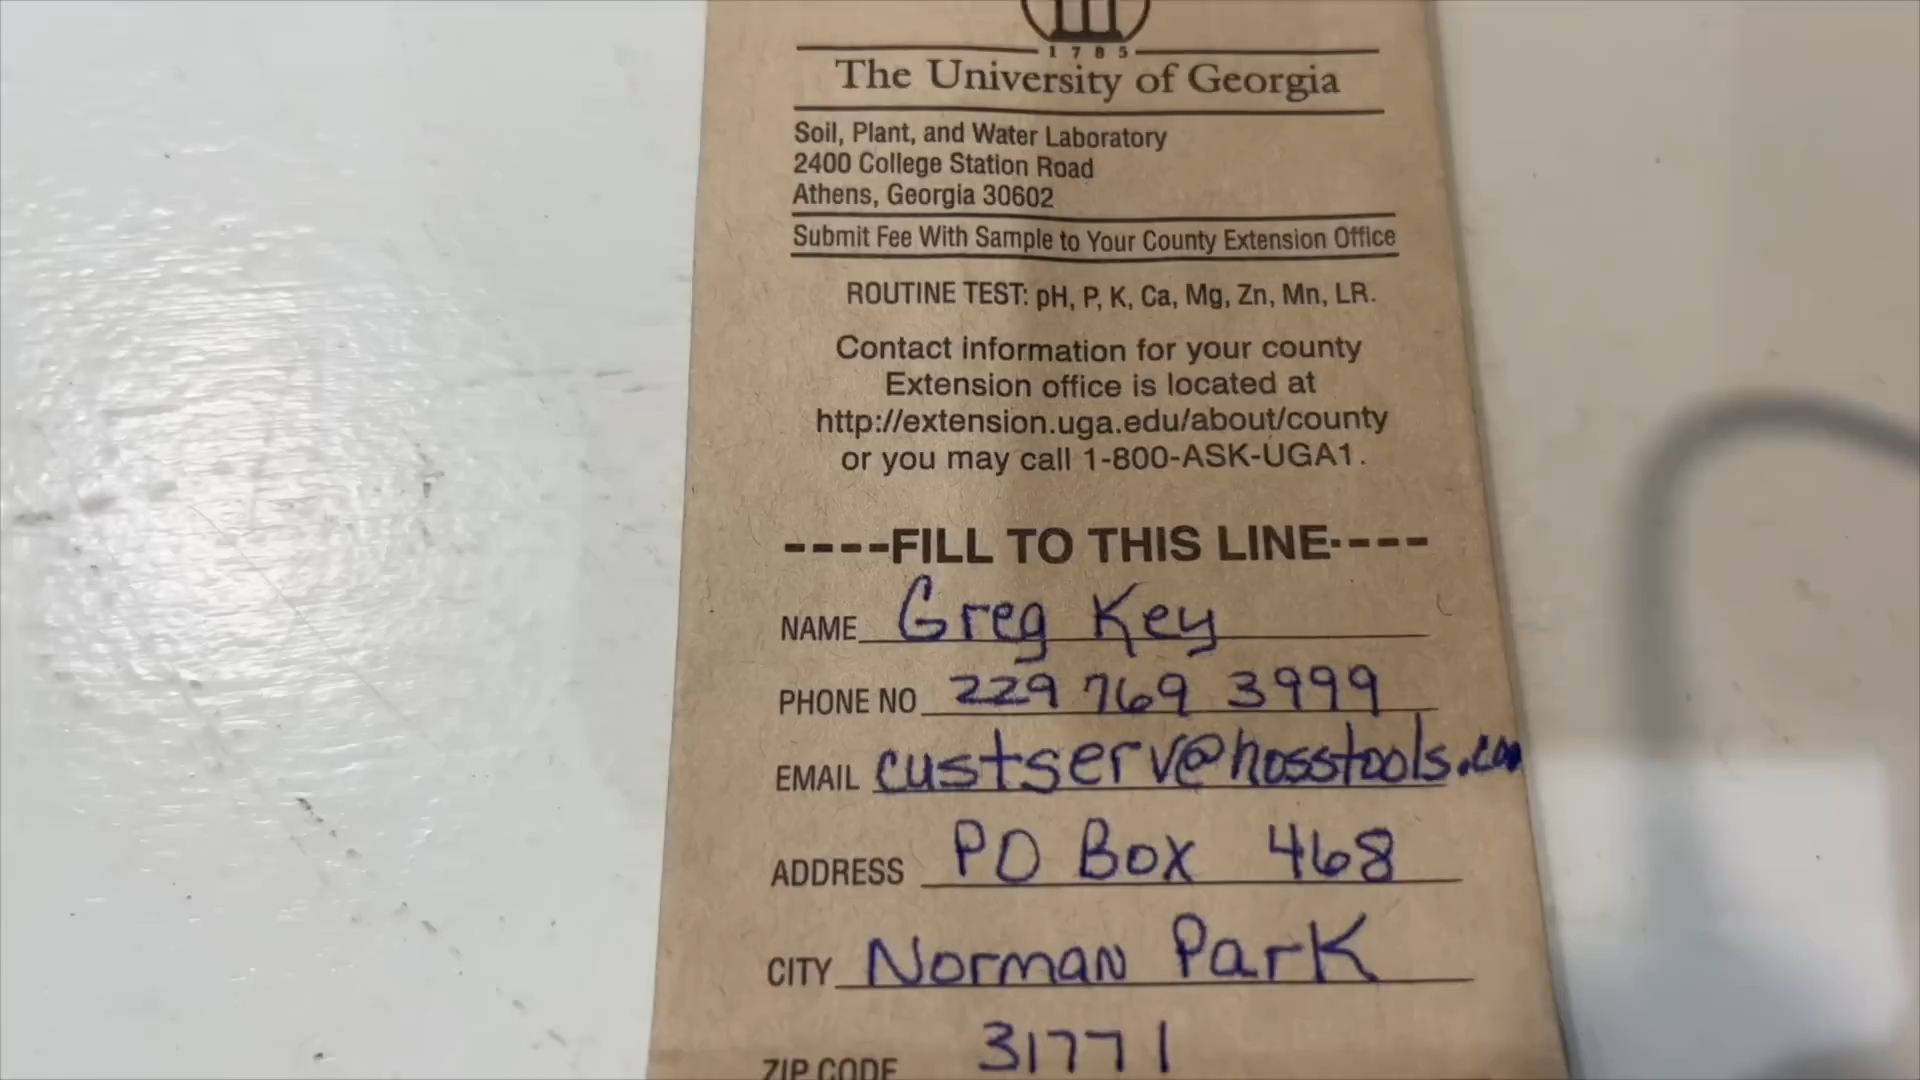 1785
The University of Georgia
Soil, Plant, and Water Laboratory
2400 College Station Road
Athens, Georgia 30602
Submit Fee With Sample to Your County Extension Office
ROUTINE TEST: pH, P, K, Ca, Mg, Zn, Mn, LR.
Contact information for your county
Extension office is located at
http://extension.uga.edu/about/county
or you may call 1-800-ASK-UGA1.
----FILL TO THIS LINE----
NAME Greg Key
PHONE NO 229 769 3999
EMAIL custserv@hosstools.com
ADDRESS PO Box 468
CITY Norman Park
ZIP CODE 31771